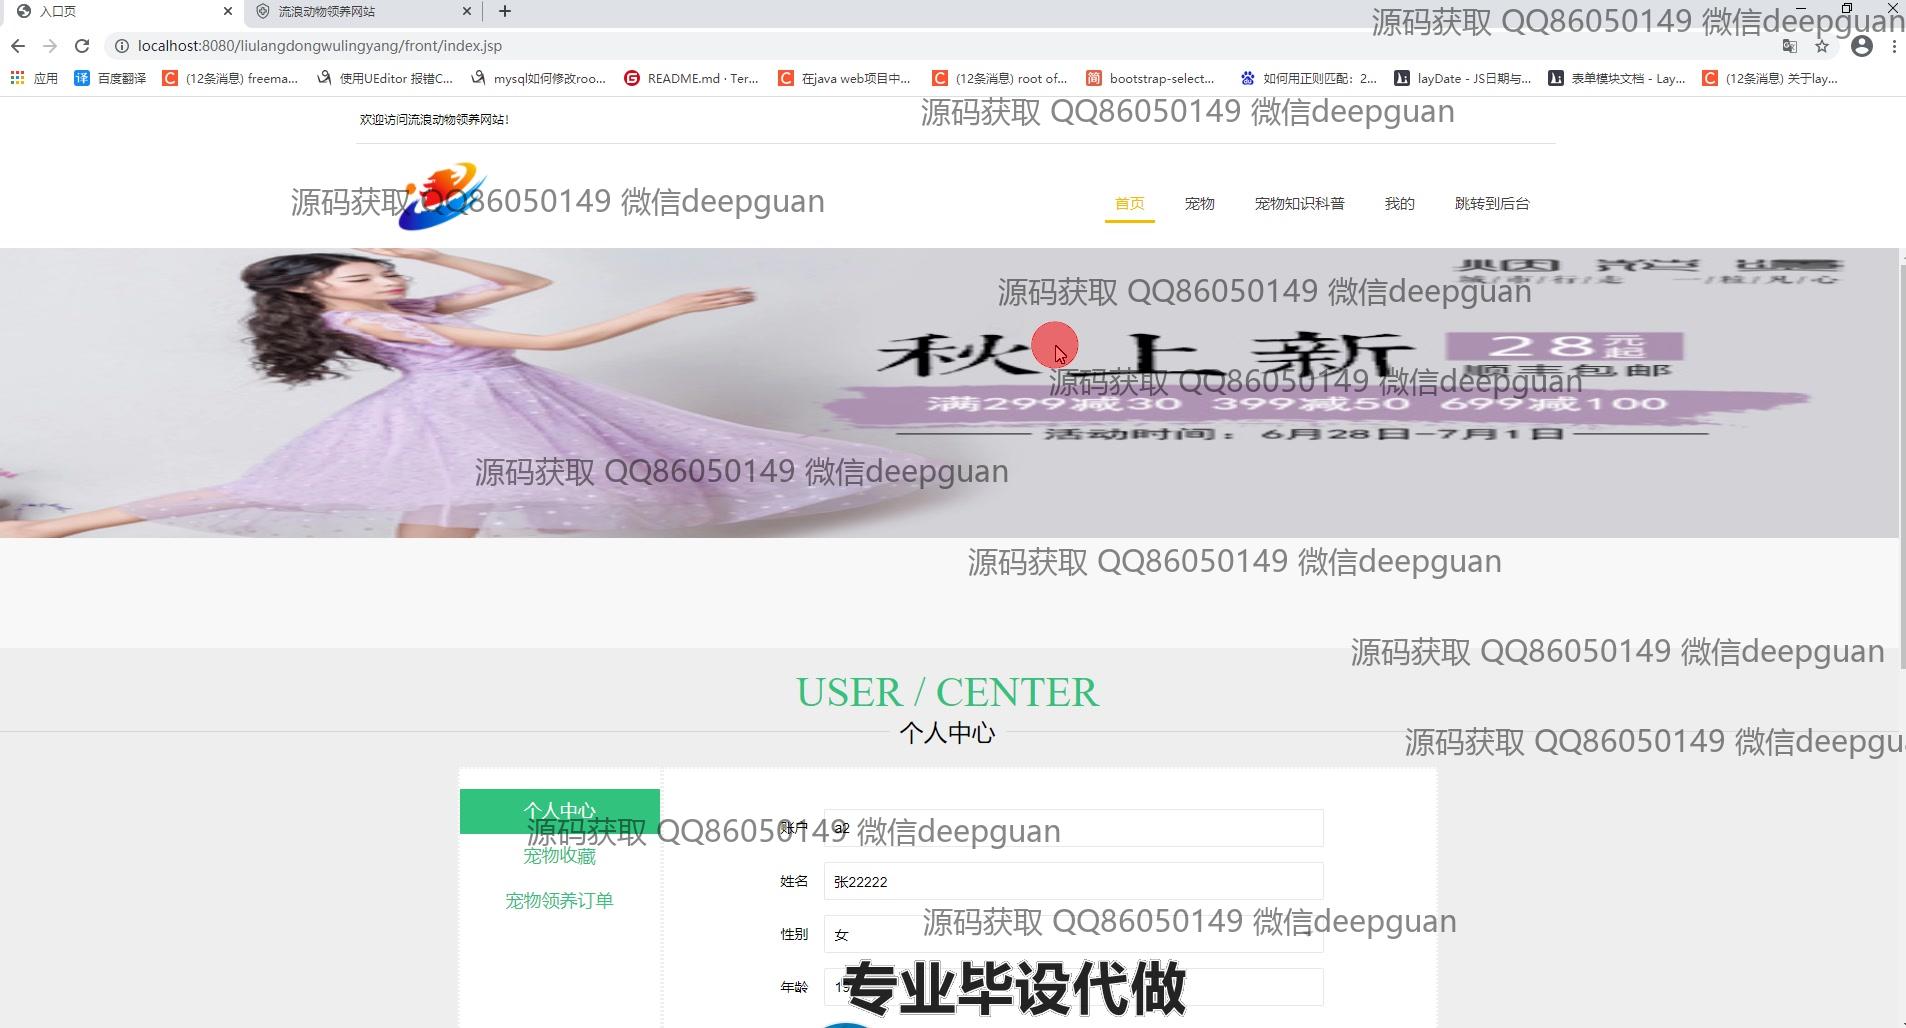 入口页
流浪动物领养网站
源码获取 QQ86050149 微信deepguan
localhost:8080/liulangdongwulingyang/front/index.jsp
应用
百度翻译
(12条消息) freema...
使用UEditor 报错C...
mysql如何修改roo...
README.md · Ter...
在java web项目中...
(12条消息) root of...
bootstrap-select...
如何用正则匹配：2...
layDate - JS日期与...
表单模块文档 - Lay...
(12条消息) 关于lay...
欢迎访问流浪动物领养网站!
源码获取 QQ86050149 微信deepguan
源码获取 QQ86050149 微信deepguan
首页
宠物
宠物知识科普
我的
跳转到后台
源码获取 QQ86050149 微信deepguan
秋 上 新
28元起
顺丰包邮
源码获取 QQ86050149 微信deepguan
满299减30 399减50 699减100
活动时间：6月28日-7月1日
源码获取 QQ86050149 微信deepguan
源码获取 QQ86050149 微信deepguan
源码获取 QQ86050149 微信deepguan
USER / CENTER
个人中心
源码获取 QQ86050149 微信deepgu
个人中心
账户
a2
源码获取 QQ86050149 微信deepguan
宠物收藏
姓名
张22222
宠物领养订单
源码获取 QQ86050149 微信deepguan
性别
女
年龄
专业毕设代做